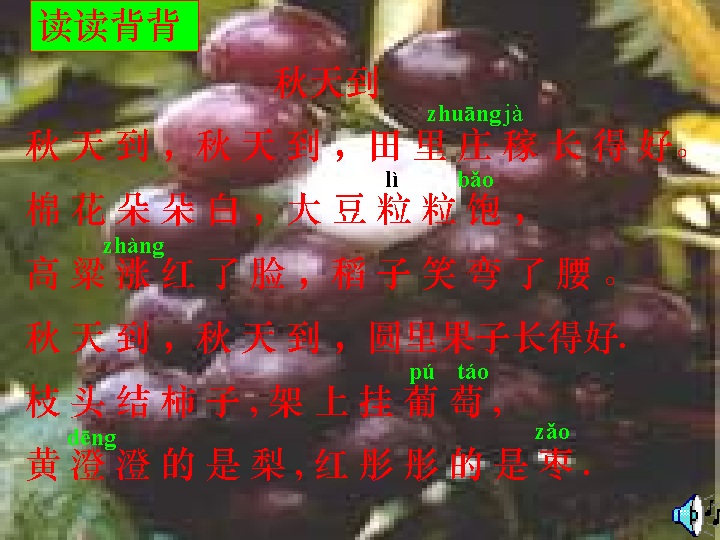 读读背背
秋天到
zhuāngjà
秋天到，秋天到，田里庄稼长得好。
lì bǎo
棉花朵朵白，大豆粒粒饱，
zhàng
高粱涨红了脸，稻子笑弯了腰。
秋天到，秋天到，圆里果子长得好.
pú táo
枝头结柿子,架上挂葡萄,
dēng zǎo
黄澄澄的是梨,红彤彤的是枣.